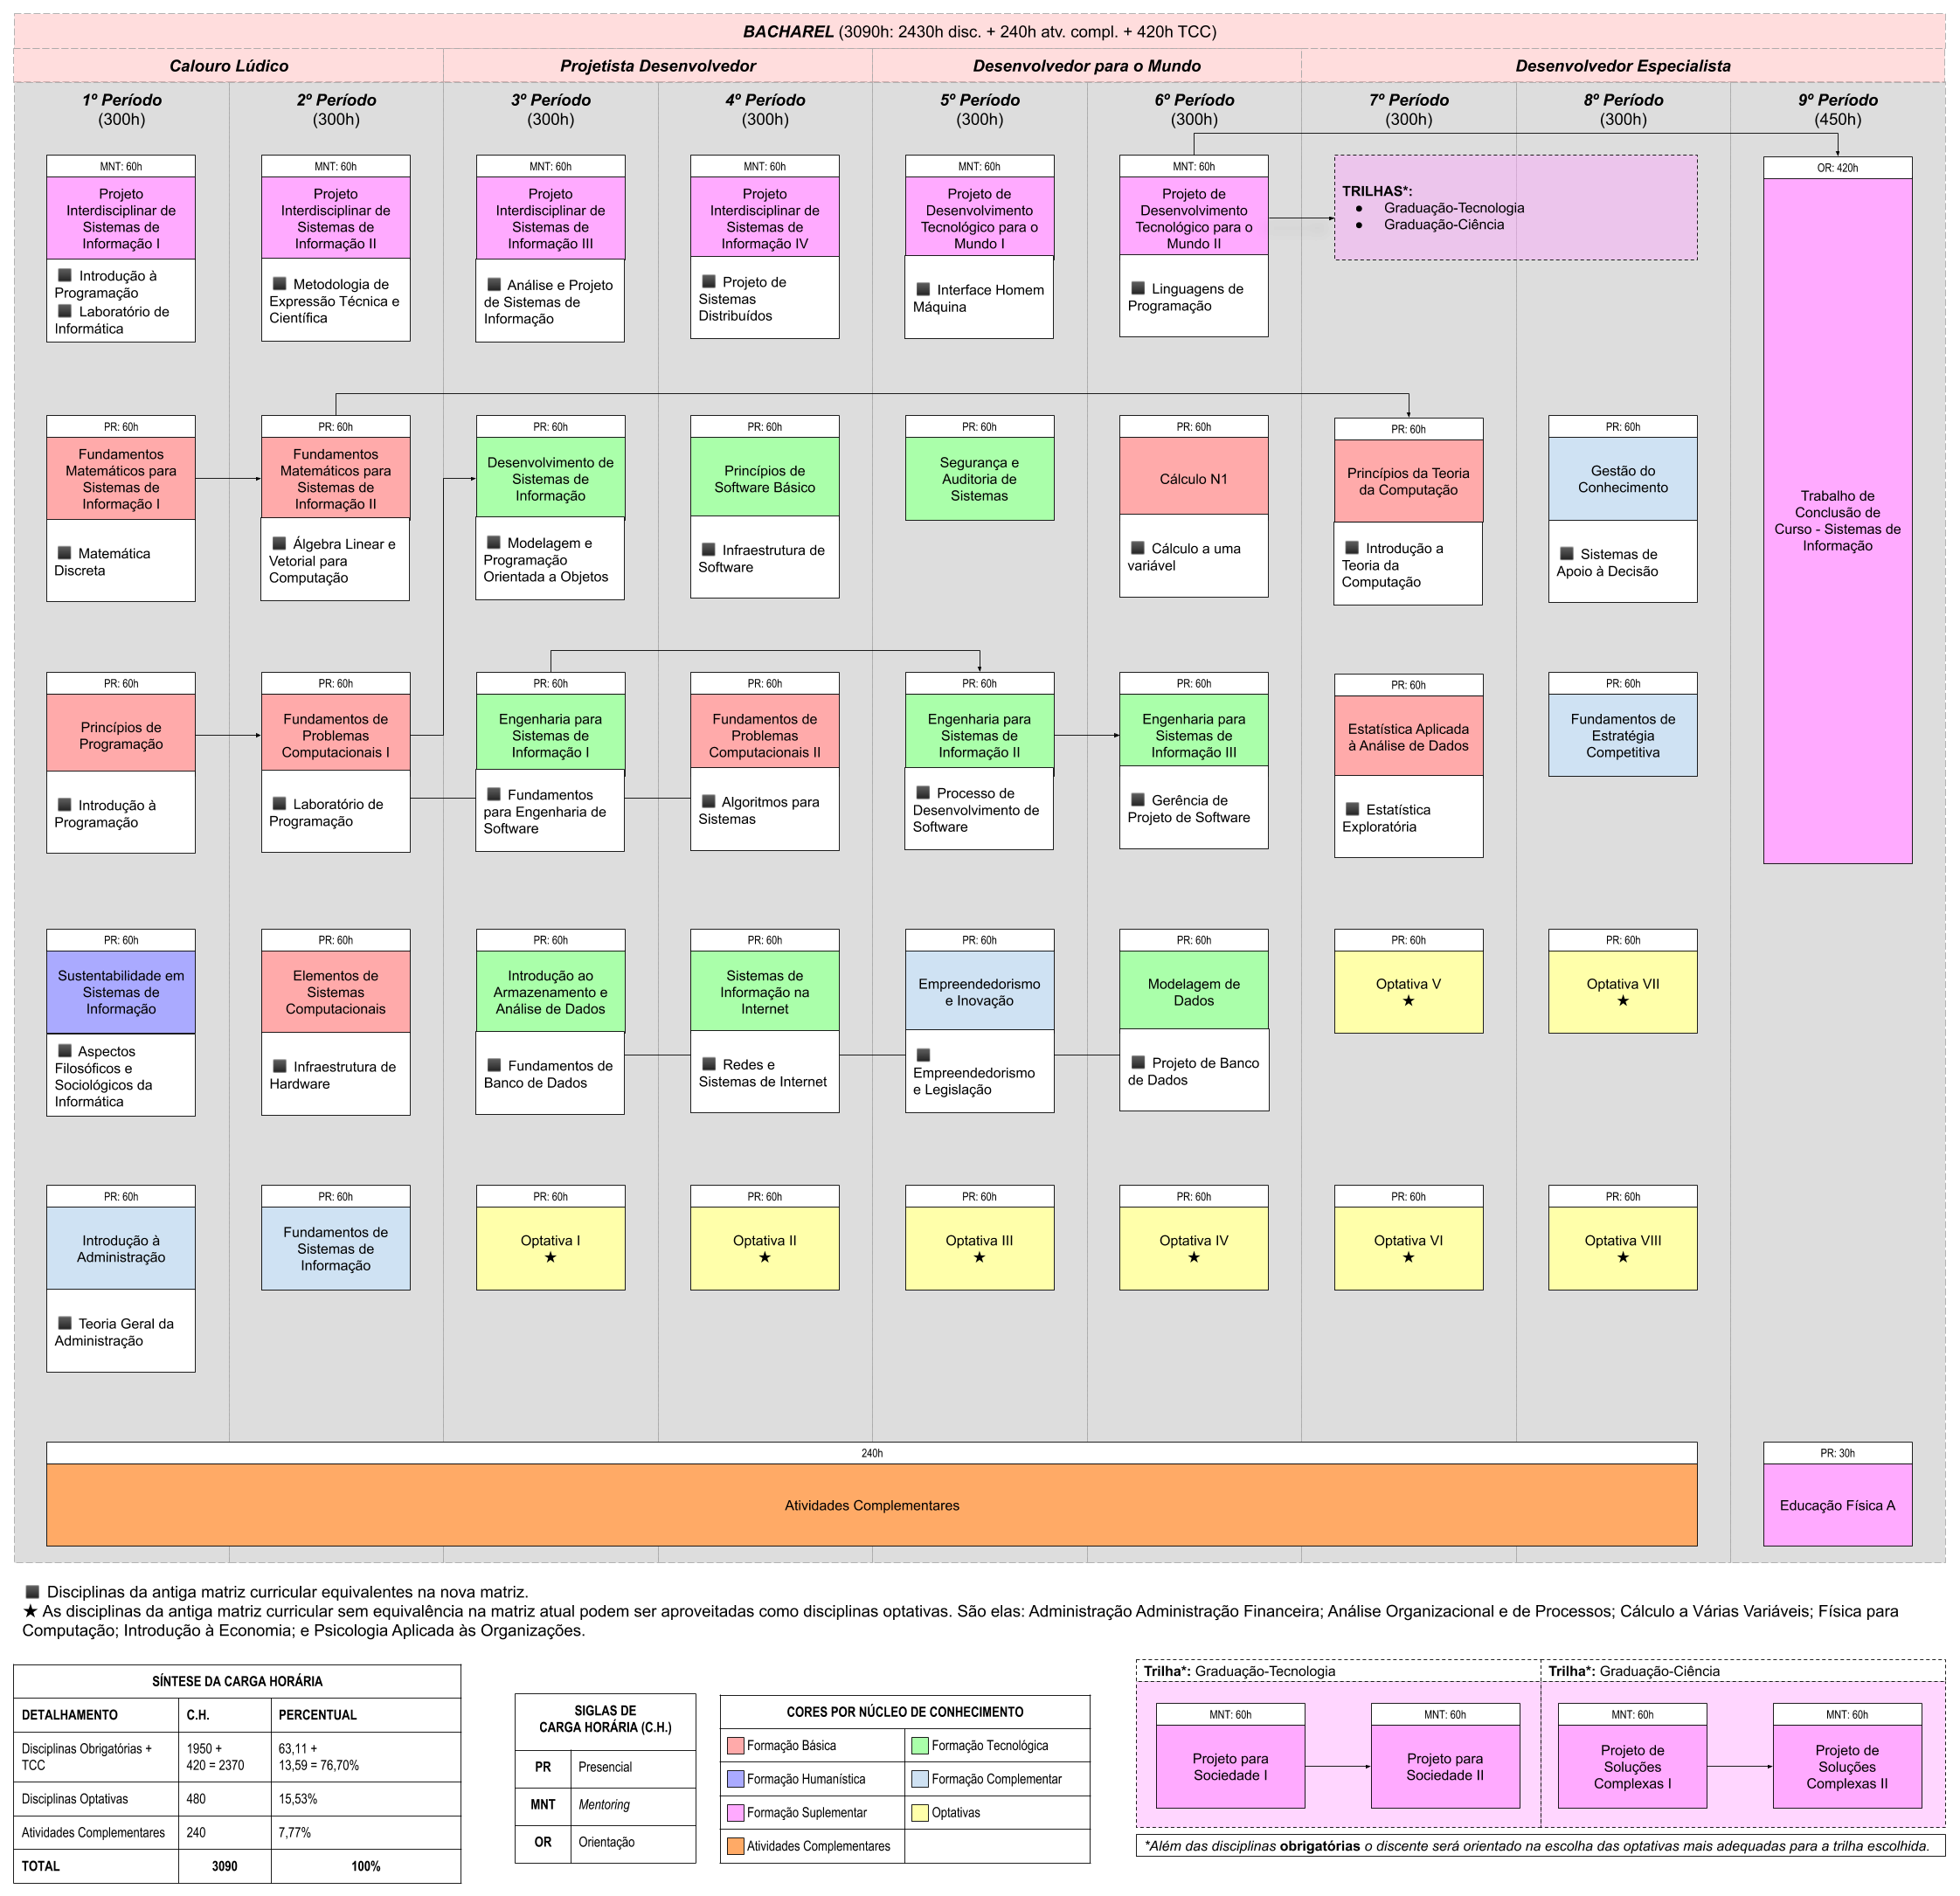 BACHAREL (3090h: 2430h disc. + 240h atv. compl. + 420h TCC)
Calouro Lúdico
Projetista Desenvolvedor
Desenvolvedor para o Mundo
Desenvolvedor Especialista
1º Período
(300h)
2º Período
(300h)
3º Período
(300h)
4º Período
(300h)
5º Período
(300h)
6º Período
(300h)
7º Período
(300h)
8º Período
(300h)
9º Período
(450h)
MNT: 60h
Projeto
Interdisciplinar de
Sistemas de
Informação I
Introdução à
Programação
Laboratório de
Informática
MNT: 60h
Projeto
Interdisciplinar de
Sistemas de
Informação II
Metodologia de
Expressão Técnica e
Científica
MNT: 60h
Projeto
Interdisciplinar de
Sistemas de
Informação III
Análise e Projeto
de Sistemas de
Informação
MNT: 60h
Projeto
Interdisciplinar de
Sistemas de
Informação IV
Projeto de
Sistemas
Distribuídos
MNT: 60h
Projeto de
Desenvolvimento
Tecnológico para o
Mundo I
Interface Homem
Máquina
MNT: 60h
Projeto de
Desenvolvimento
Tecnológico para o
Mundo II
Linguagens de
Programação
TRILHAS*:
● Graduação-Tecnologia
● Graduação-Ciência
OR: 420h
Trabalho de
Conclusão de
Curso - Sistemas de
Informação
PR: 60h
Fundamentos
Matemáticos para
Sistemas de
Informação I
Matemática
Discreta
PR: 60h
Fundamentos
Matemáticos para
Sistemas de
Informação II
Álgebra Linear e
Vetorial para
Computação
PR: 60h
Desenvolvimento de
Sistemas de
Informação
Modelagem e
Programação
Orientada a Objetos
PR: 60h
Princípios de
Software Básico
Infraestrutura de
Software
PR: 60h
Segurança e
Auditoria de
Sistemas
PR: 60h
Cálculo N1
Cálculo a uma
variável
PR: 60h
Princípios da Teoria
da Computação
Introdução a
Teoria da
Computação
PR: 60h
Gestão do
Conhecimento
Sistemas de
Apoio à Decisão
PR: 60h
Princípios de
Programação
Introdução à
Programação
PR: 60h
Fundamentos de
Problemas
Computacionais I
Laboratório de
Programação
PR: 60h
Engenharia para
Sistemas de
Informação I
Fundamentos
para Engenharia de
Software
PR: 60h
Fundamentos de
Problemas
Computacionais II
Algoritmos para
Sistemas
PR: 60h
Engenharia para
Sistemas de
Informação II
Processo de
Desenvolvimento de
Software
PR: 60h
Engenharia para
Sistemas de
Informação III
Gerência de
Projeto de Software
PR: 60h
Estatística Aplicada
à Análise de Dados
Estatística
Exploratória
PR: 60h
Fundamentos de
Estratégia
Competitiva
PR: 60h
Sustentabilidade em
Sistemas de
Informação
Aspectos
Filosóficos e
Sociológicos da
Informática
PR: 60h
Elementos de
Sistemas
Computacionais
Infraestrutura de
Hardware
PR: 60h
Introdução ao
Armazenamento e
Análise de Dados
Fundamentos de
Banco de Dados
PR: 60h
Sistemas de
Informação na
Internet
Redes e
Sistemas de Internet
PR: 60h
Empreendedorismo
e Inovação
Empreendedorismo
e Legislação
PR: 60h
Modelagem de
Dados
Projeto de Banco
de Dados
PR: 60h
Optativa V
★
PR: 60h
Optativa VII
★
PR: 60h
Introdução à
Administração
Teoria Geral da
Administração
PR: 60h
Fundamentos de
Sistemas de
Informação
PR: 60h
Optativa I
★
PR: 60h
Optativa II
★
PR: 60h
Optativa III
★
PR: 60h
Optativa IV
★
PR: 60h
Optativa VI
★
PR: 60h
Optativa VIII
★
240h
Atividades Complementares
PR: 30h
Educação Física A
Disciplinas da antiga matriz curricular equivalentes na nova matriz.
★ As disciplinas da antiga matriz curricular sem equivalência na matriz atual podem ser aproveitadas como disciplinas optativas. São elas: Administração Administração Financeira; Análise Organizacional e de Processos; Cálculo a Várias Variáveis; Física para
Computação; Introdução à Economia; e Psicologia Aplicada às Organizações.
SÍNTESE DA CARGA HORÁRIA
DETALHAMENTO C.H. PERCENTUAL
Disciplinas Obrigatórias + 1950 + 63,11 +
TCC 420 = 2370 13,59 = 76,70%
Disciplinas Optativas 480 15,53%
Atividades Complementares 240 7,77%
TOTAL 3090 100%
SIGLAS DE
CARGA HORÁRIA (C.H.)
PR Presencial
MNT Mentoring
OR Orientação
CORES POR NÚCLEO DE CONHECIMENTO
Formação Básica Formação Tecnológica
Formação Humanística Formação Complementar
Formação Suplementar Optativas
Atividades Complementares
Trilha*: Graduação-Tecnologia
MNT: 60h
Projeto para
Sociedade I
MNT: 60h
Projeto para
Sociedade II
Trilha*: Graduação-Ciência
MNT: 60h
Projeto de
Soluções
Complexas I
MNT: 60h
Projeto de
Soluções
Complexas II
*Além das disciplinas obrigatórias o discente será orientado na escolha das optativas mais adequadas para a trilha escolhida.